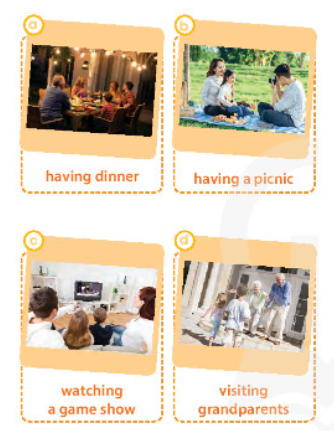 a
b
having dinner
having a picnic
c
d
watching
a game show
visiting
grandparents